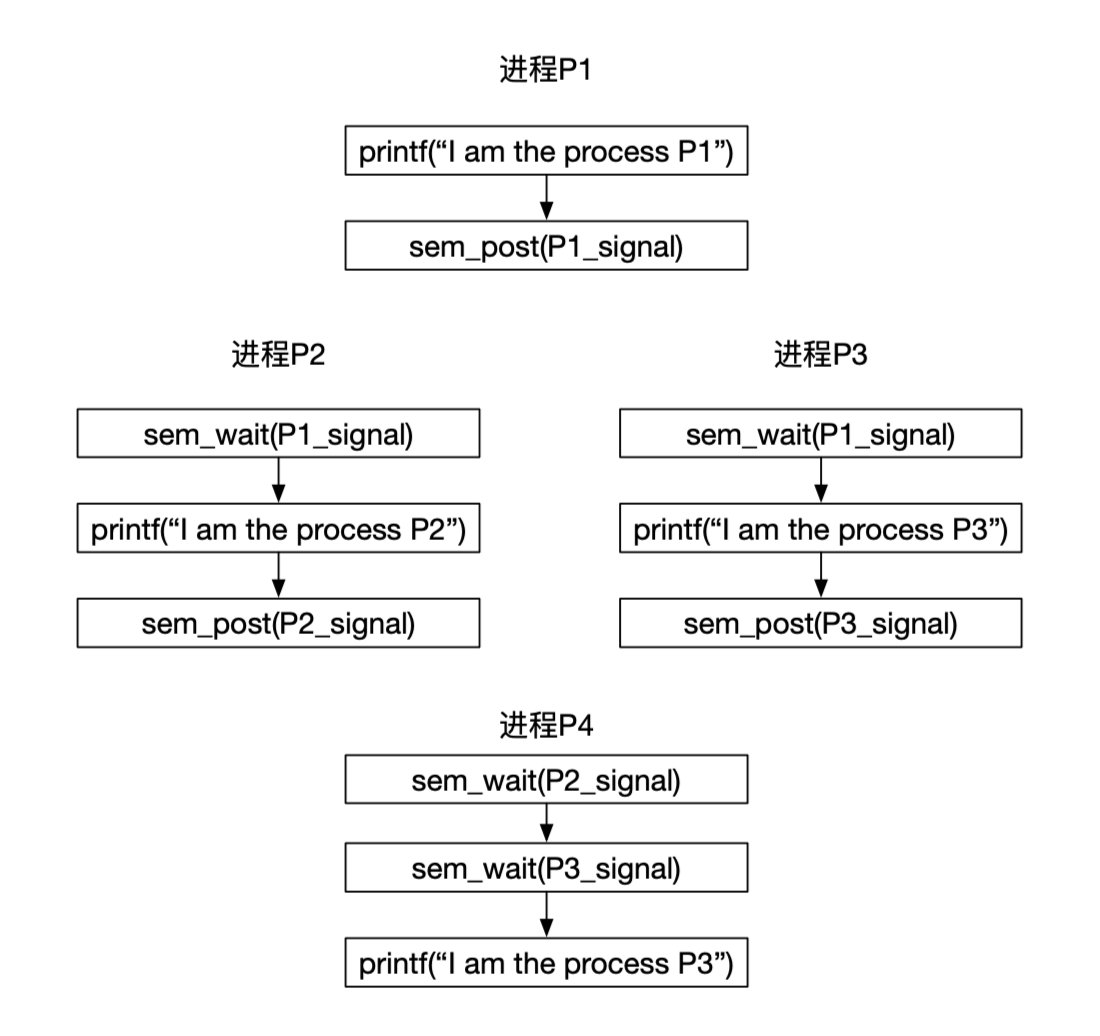 进程P1
printf(“I am the process P1”)
sem_post(P1_signal)
进程P2
sem_wait(P1_signal)
printf(“I am the process P2”)
sem_post(P2_signal)
进程P3
sem_wait(P1_signal)
printf(“I am the process P3”)
sem_post(P3_signal)
进程P4
sem_wait(P2_signal)
sem_wait(P3_signal)
printf(“I am the process P3”)